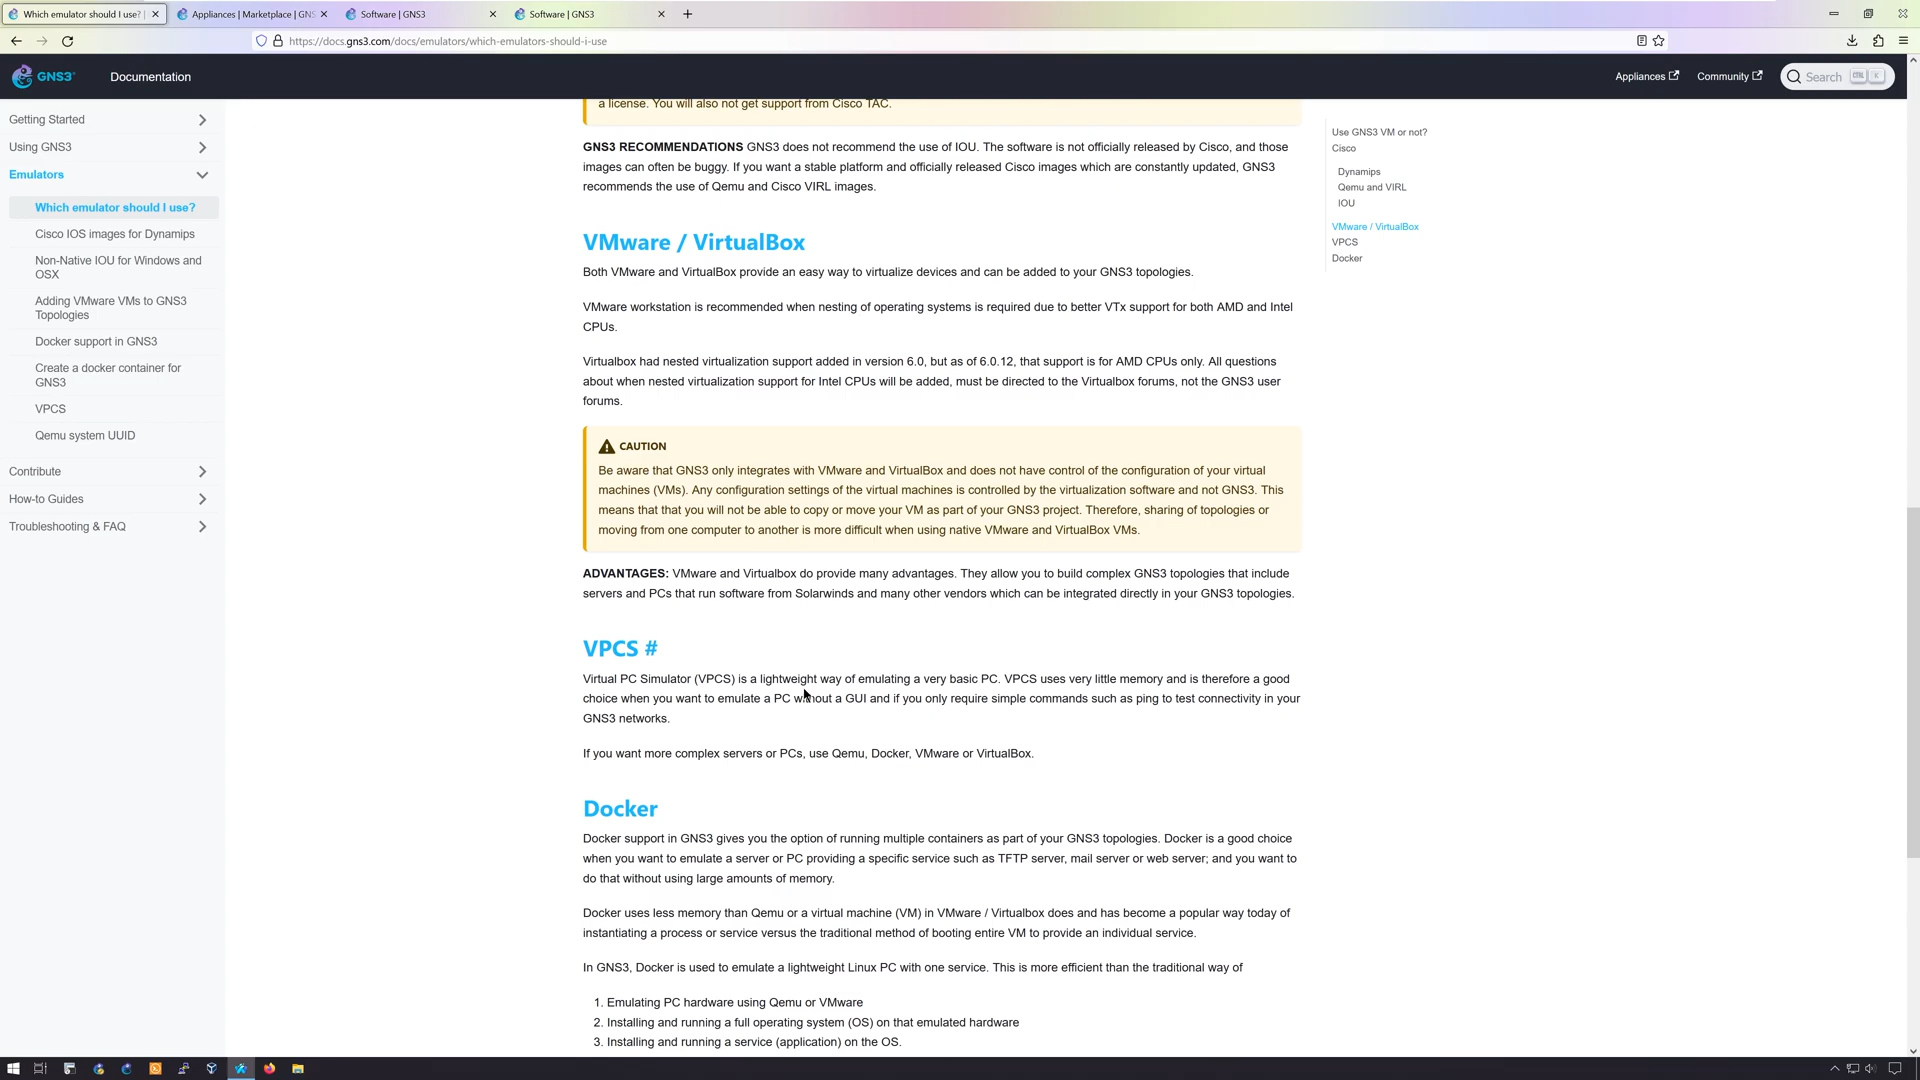 Which emulator should I use? |
Appliances | Marketplace | GNS
Software | GNS3
Software | GNS3
https://docs.gns3.com/docs/emulators/which-emulators-should-i-use
GNS3
Documentation
Appliances
Community
Search
CTRL
K
Getting Started
Using GNS3
Emulators
Which emulator should I use?
Cisco IOS images for Dynamips
Non-Native IOU for Windows and
OSX
Adding VMware VMs to GNS3
Topologies
Docker support in GNS3
Create a docker container for
GNS3
VPCS
Qemu system UUID
Contribute
How-to Guides
Troubleshooting & FAQ
a license. You will also not get support from Cisco TAC.
GNS3 RECOMMENDATIONS GNS3 does not recommend the use of IOU. The software is not officially released by Cisco, and those
images can often be buggy. If you want a stable platform and officially released Cisco images which are constantly updated, GNS3
recommends the use of Qemu and Cisco VIRL images.
VMware / VirtualBox
Both VMware and VirtualBox provide an easy way to virtualize devices and can be added to your GNS3 topologies.
VMware workstation is recommended when nesting of operating systems is required due to better VTx support for both AMD and Intel
CPUs.
Virtualbox had nested virtualization support added in version 6.0, but as of 6.0.12, that support is for AMD CPUs only. All questions
about when nested virtualization support for Intel CPUs will be added, must be directed to the Virtualbox forums, not the GNS3 user
forums.
CAUTION
Be aware that GNS3 only integrates with VMware and VirtualBox and does not have control of the configuration of your virtual
machines (VMs). Any configuration settings of the virtual machines is controlled by the virtualization software and not GNS3. This
means that that you will not be able to copy or move your VM as part of your GNS3 project. Therefore, sharing of topologies or
moving from one computer to another is more difficult when using native VMware and VirtualBox VMs.
ADVANTAGES: VMware and Virtualbox do provide many advantages. They allow you to build complex GNS3 topologies that include
servers and PCs that run software from Solarwinds and many other vendors which can be integrated directly in your GNS3 topologies.
VPCS #
Virtual PC Simulator (VPCS) is a lightweight way of emulating a very basic PC. VPCS uses very little memory and is therefore a good
choice when you want to emulate a PC without a GUI and if you only require simple commands such as ping to test connectivity in your
GNS3 networks.
If you want more complex servers or PCs, use Qemu, Docker, VMware or VirtualBox.
Docker
Docker support in GNS3 gives you the option of running multiple containers as part of your GNS3 topologies. Docker is a good choice
when you want to emulate a server or PC providing a specific service such as TFTP server, mail server or web server; and you want to
do that without using large amounts of memory.
Docker uses less memory than Qemu or a virtual machine (VM) in VMware / Virtualbox does and has become a popular way today of
instantiating a process or service versus the traditional method of booting entire VM to provide an individual service.
In GNS3, Docker is used to emulate a lightweight Linux PC with one service. This is more efficient than the traditional way of
1. Emulating PC hardware using Qemu or VMware
2. Installing and running a full operating system (OS) on that emulated hardware
3. Installing and running a service (application) on the OS.
Use GNS3 VM or not?
Cisco
Dynamips
Qemu and VIRL
IOU
VMware / VirtualBox
VPCS
Docker